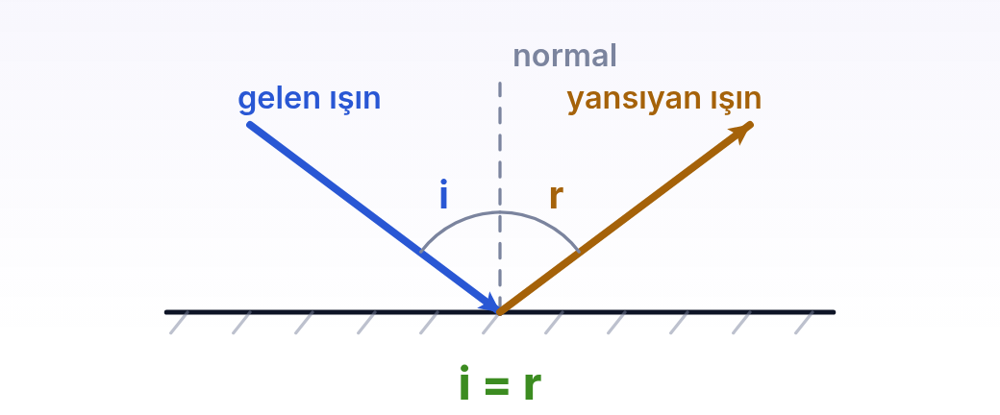 normal
gelen ışın
yansıyan ışın
i
r
i = r